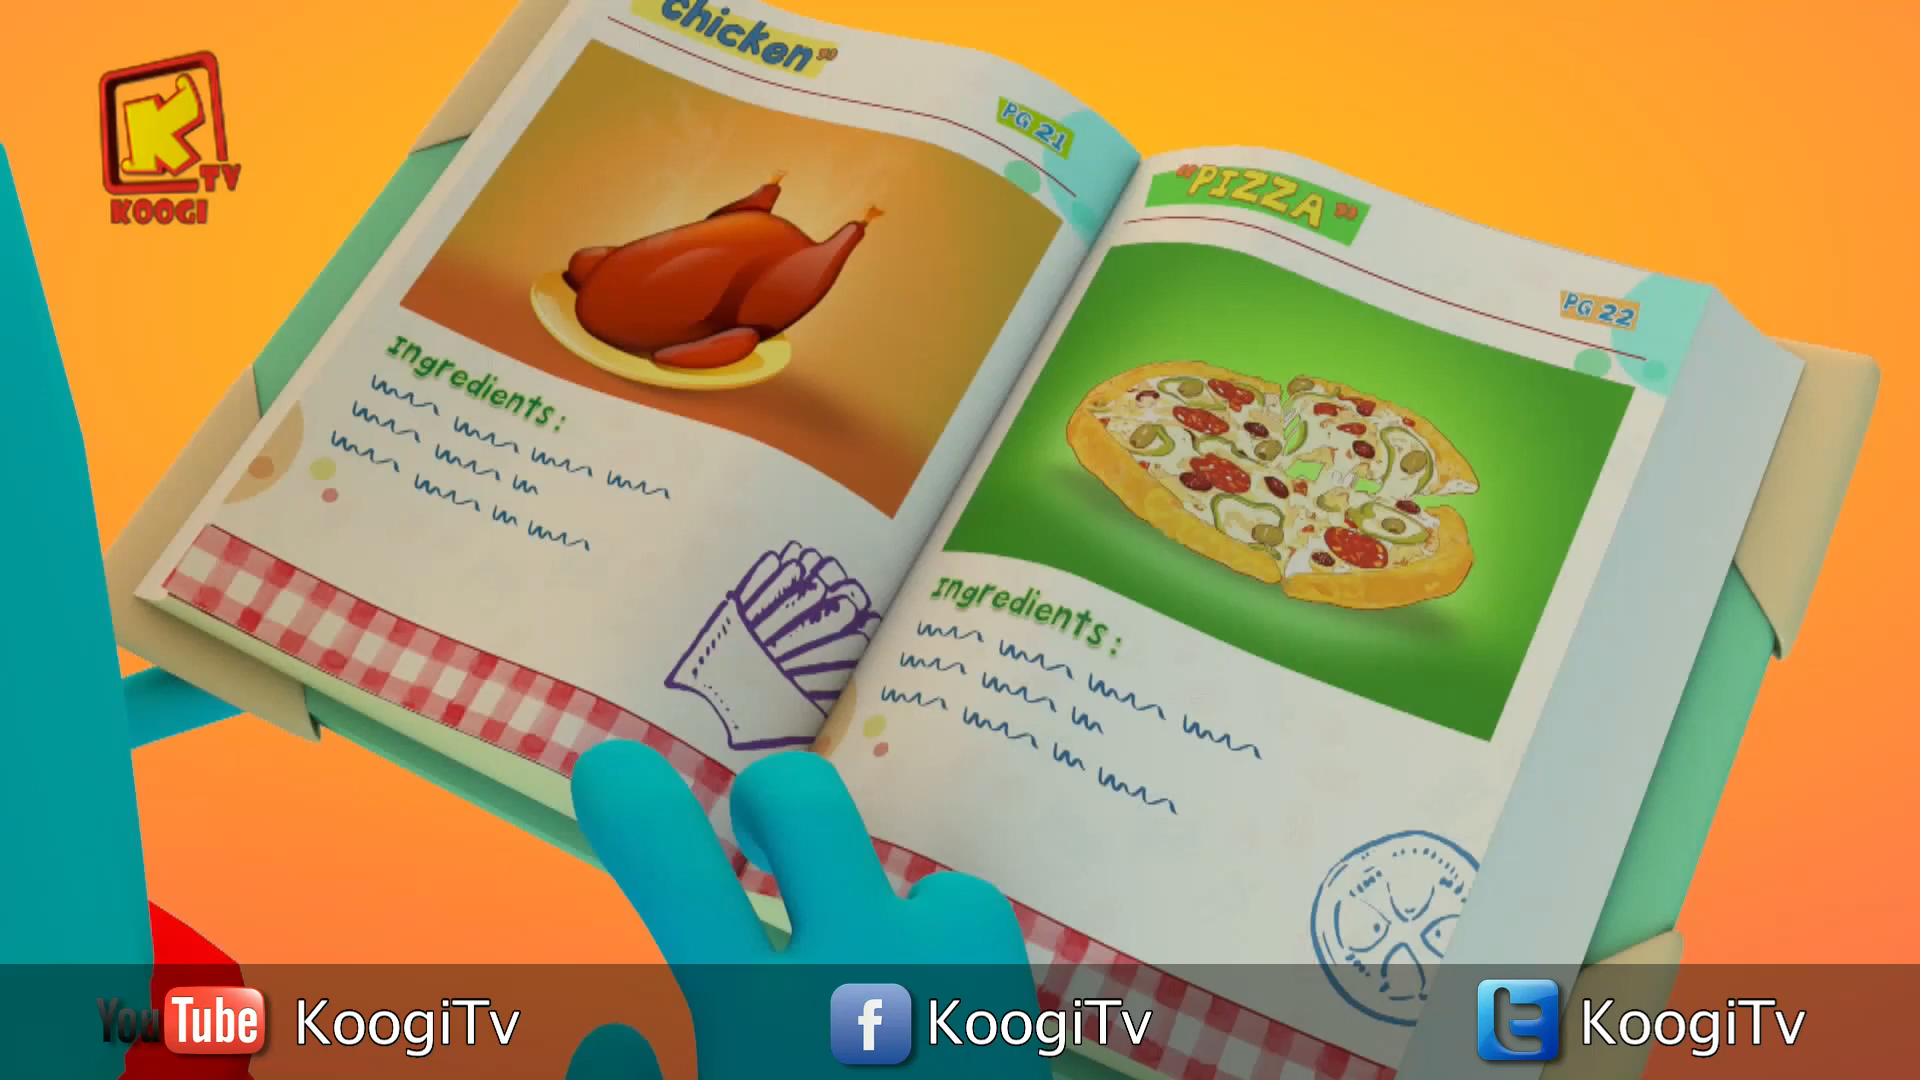 chicken"
PG 21
K
TV
KOOGI
"PIZZA"
PG 22
Ingredients:
Ingredients:
YouTube KoogiTv
f KoogiTv
t KoogiTv